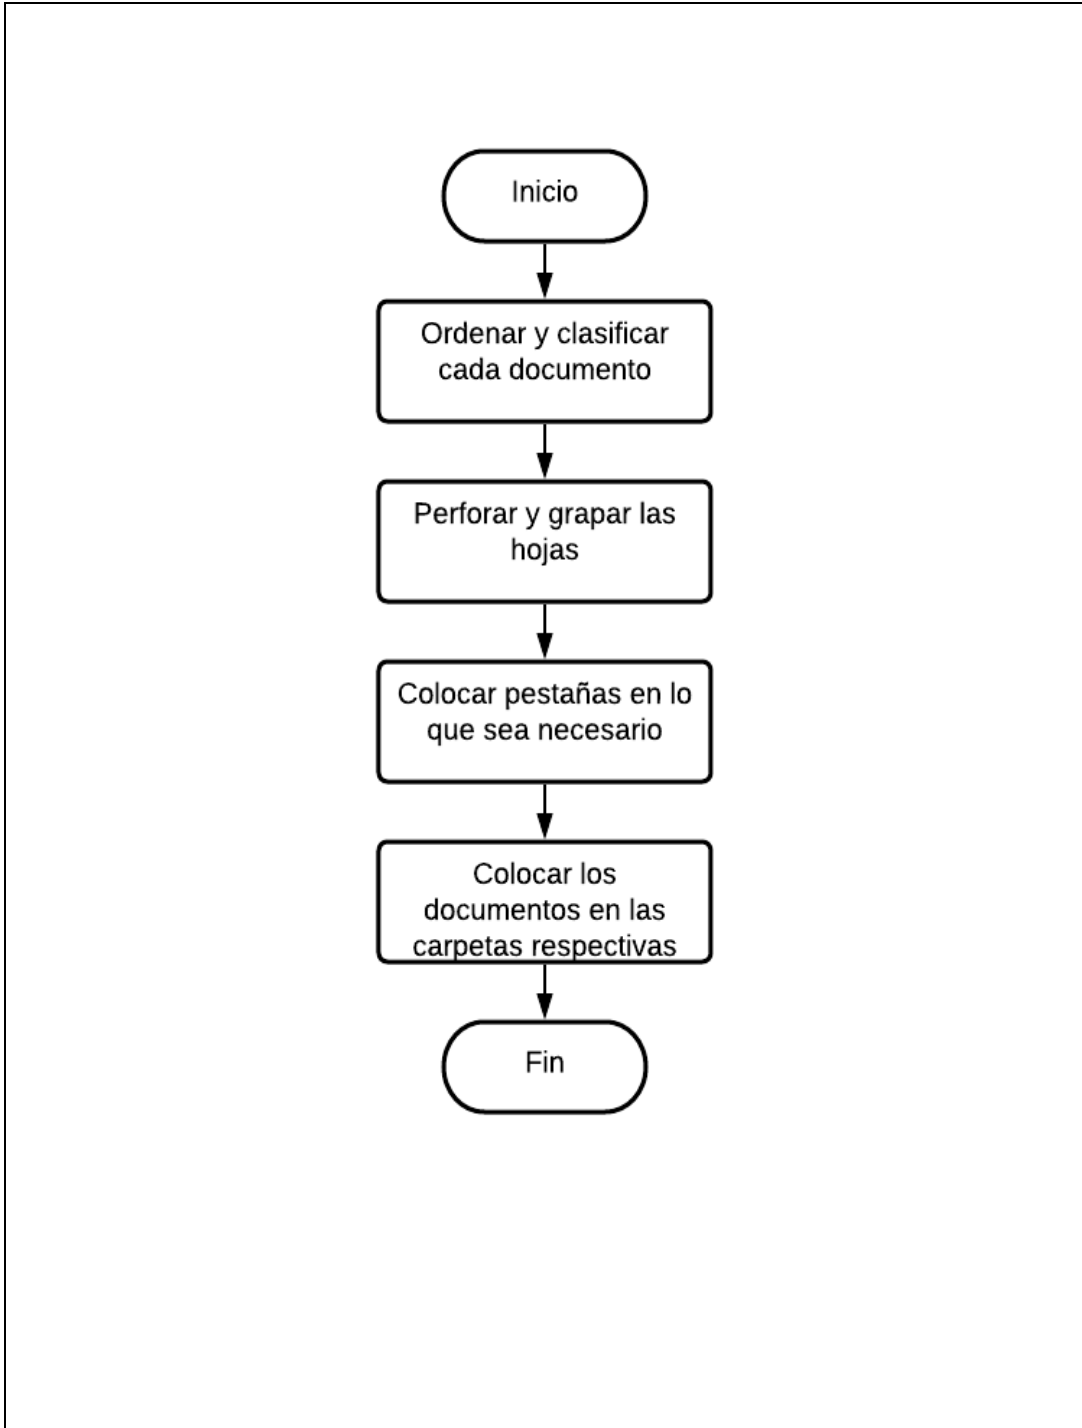 Inicio
Ordenar y clasificar
cada documento
Perforar y grapar las
hojas
Colocar pestañas en lo
que sea necesario
Colocar los
documentos en las
carpetas respectivas
Fin